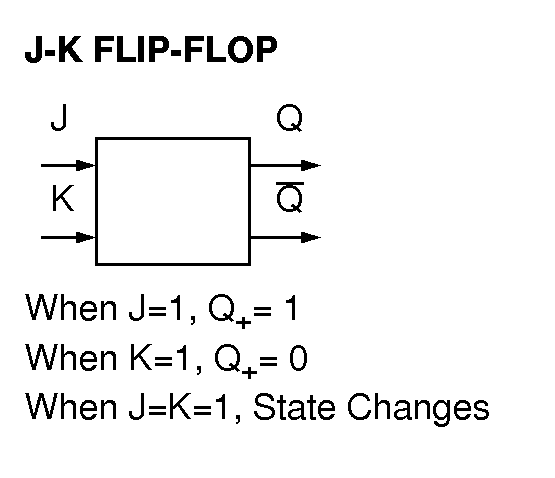 J-K FLIP-FLOP
J Q
K Q̅
When J=1, Q₊= 1
When K=1, Q₊= 0
When J=K=1, State Changes